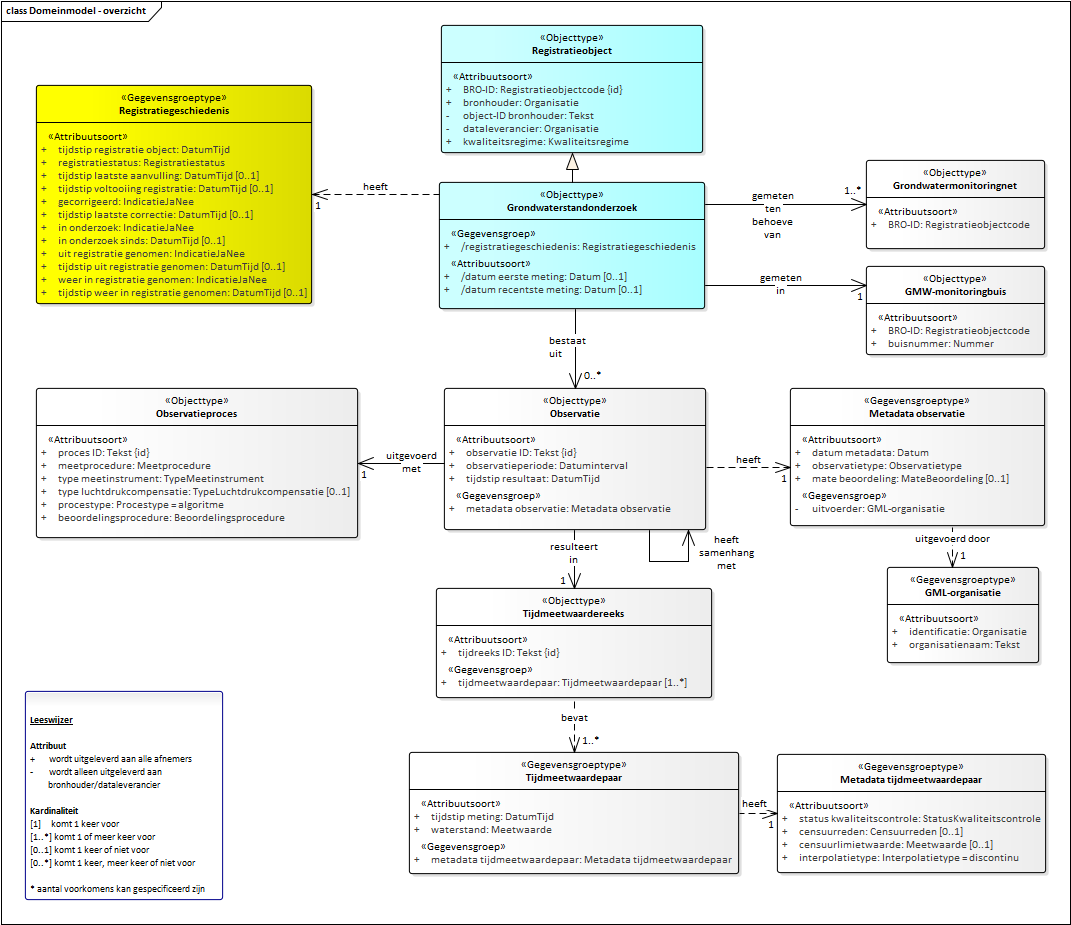 class Domeinmodel - overzicht
«Objecttype»
Registratieobject
«Attribuutsoort»
+ BRO-ID: Registratieobjectcode {id}
+ bronhouder: Organisatie
- object-ID bronhouder: Tekst
- dataleverancier: Organisatie
+ kwaliteitsregime: Kwaliteitsregime
«Gegevensgroeptype»
Registratiegeschiedenis
«Attribuutsoort»
+ tijdstip registratie object: DatumTijd
+ registratiestatus: Registratiestatus
+ tijdstip laatste aanvulling: DatumTijd [0..1]
+ tijdstip voltooiing registratie: DatumTijd [0..1]
+ gecorrigeerd: IndicatieJaNee
+ tijdstip laatste correctie: DatumTijd [0..1]
+ in onderzoek: IndicatieJaNee
+ in onderzoek sinds: DatumTijd [0..1]
+ uit registratie genomen: IndicatieJaNee
+ tijdstip uit registratie genomen: DatumTijd [0..1]
+ weer in registratie genomen: IndicatieJaNee
+ tijdstip weer in registratie genomen: DatumTijd [0..1]
heeft
1
«Objecttype»
Grondwaterstandonderzoek
«Gegevensgroep»
+ /registratiegeschiedenis: Registratiegeschiedenis
«Attribuutsoort»
+ /datum eerste meting: Datum [0..1]
+ /datum recentste meting: Datum [0..1]
gemeten
ten
behoeve
van
1..*
«Objecttype»
Grondwatermonitoringnet
«Attribuutsoort»
+ BRO-ID: Registratieobjectcode
gemeten
in
1
«Objecttype»
GMW-monitoringbuis
«Attribuutsoort»
+ BRO-ID: Registratieobjectcode
+ buisnummer: Nummer
bestaat
uit
0..*
«Objecttype»
Observatieproces
«Attribuutsoort»
+ proces ID: Tekst {id}
+ meetprocedure: Meetprocedure
+ type meetinstrument: TypeMeetinstrument
+ type luchtdrukcompensatie: TypeLuchtdrukcompensatie [0..1]
+ procestype: Procestype = algoritme
+ beoordelingsprocedure: Beoordelingsprocedure
uitgevoerd
met
1
«Objecttype»
Observatie
«Attribuutsoort»
+ observatie ID: Tekst {id}
+ observatieperiode: Datuminterval
+ tijdstip resultaat: DatumTijd
«Gegevensgroep»
+ metadata observatie: Metadata observatie
heeft
1
«Gegevensgroeptype»
Metadata observatie
«Attribuutsoort»
+ datum metadata: Datum
+ observatietype: Observatietype
+ mate beoordeling: MateBeoordeling [0..1]
«Gegevensgroep»
- uitvoerder: GML-organisatie
heeft
samenhang
met
uitgevoerd door
1
«Gegevensgroeptype»
GML-organisatie
«Attribuutsoort»
+ identificatie: Organisatie
+ organisatienaam: Tekst
resulteert
in
1
«Objecttype»
Tijdmeetwaardereeks
«Attribuutsoort»
+ tijdreeks ID: Tekst {id}
«Gegevensgroep»
+ tijdmeetwaardepaar: Tijdmeetwaardepaar [1..*]
bevat
1..*
«Gegevensgroeptype»
Tijdmeetwaardepaar
«Attribuutsoort»
+ tijdstip meting: DatumTijd
+ waterstand: Meetwaarde
«Gegevensgroep»
+ metadata tijdmeetwaardepaar: Metadata tijdmeetwaardepaar
heeft
1
«Gegevensgroeptype»
Metadata tijdmeetwaardepaar
«Attribuutsoort»
+ status kwaliteitscontrole: StatusKwaliteitscontrole
+ censuurreden: Censuurreden [0..1]
+ censuurlimietwaarde: Meetwaarde [0..1]
+ interpolatietype: Interpolatietype = discontinu
Leeswijzer
Attribuut
+ wordt uitgeleverd aan alle afnemers
- wordt alleen uitgeleverd aan
bronhouder/dataleverancier
Kardinaliteit
[1] komt 1 keer voor
[1..*] komt 1 of meer keer voor
[0..1] komt 1 keer of niet voor
[0..*] komt 1 keer, meer keer of niet voor
* aantal voorkomens kan gespecificeerd zijn